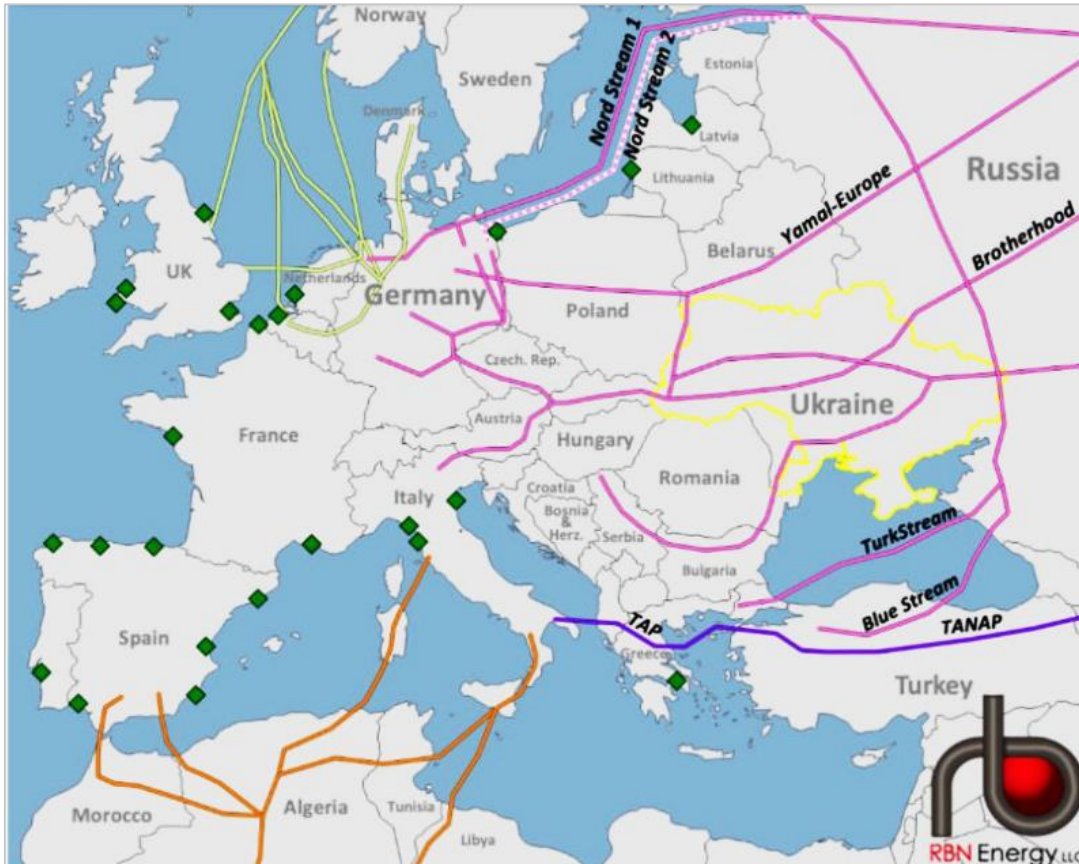 Norway
Sweden
Estonia
Nord Stream 1
Nord Stream 2
Denmark
Latvia
Lithuania
Russia
Yamal-Europe
Brotherhood
UK
Netherlands
Germany
Belarus
Poland
Czech. Rep.
Ukraine
Austria
France
Hungary
Romania
Italy
Croatia
Bosnia
& Herz.
Serbia
TurkStream
Bulgaria
Blue Stream
TAP
TANAP
Spain
Greece
Turkey
Morocco
Algeria
Tunisia
Libya
rb
RBN Energy LLC